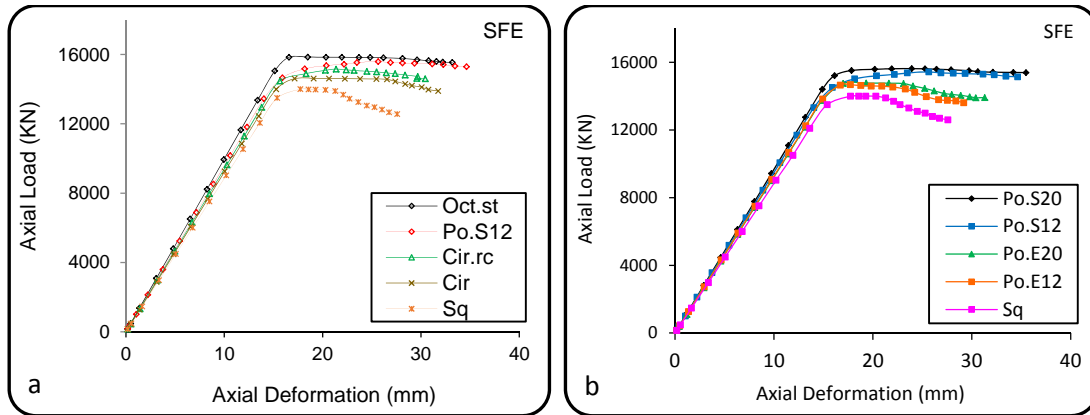 SFE
16000
12000
8000
4000
0
0 10 20 30 40
Axial Load (KN)
Axial Deformation (mm)
Oct.st
Po.S12
Cir.rc
Cir
Sq
a
SFE
16000
12000
8000
4000
0
0 10 20 30 40
Axial Load (KN)
Axial Deformation (mm)
Po.S20
Po.S12
Po.E20
Po.E12
Sq
b